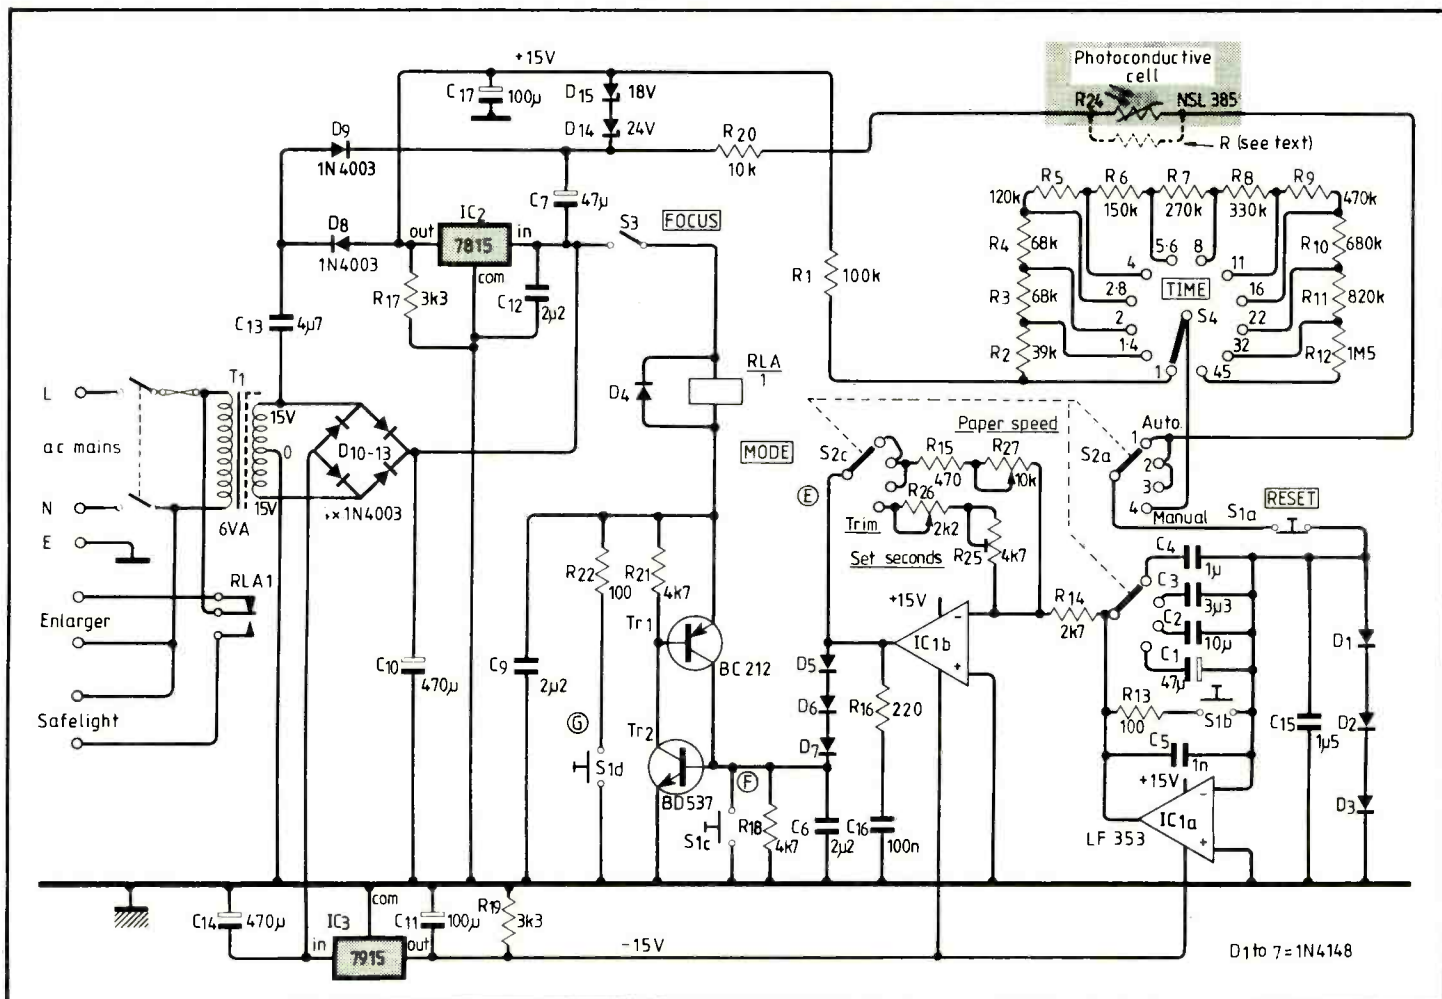 +15V
C17
100µ
D15
18V
D14
24V
Photoconductive
cell
R24
NSL 385
R (see text)
D9
1N4003
R20
10k
C7
47µ
IC2
out
7815
in
com
S3
FOCUS
D8
1N4003
R17
3k3
C12
2µ2
C13
4µ7
R1
100k
R5
120k
R6
150k
R7
270k
R8
330k
R9
470k
R4
68k
R3
68k
R2
39k
R10
680k
R11
820k
R12
1M5
5·6
8
4
11
2·8
16
TIME
S4
2
22
1·4
32
1
45
L
ac mains
N
E
T1
15V
0
15V
6VA
D10-13
1N4003
D4
RLA
1
RLA1
Enlarger
Safelight
MODE
S2c
E
R15
470
R27
10k
Paper speed
R26
2k2
Trim
Set seconds
R25
4k7
S2a
Auto
1
2
3
4
Manual
RESET
S1a
R22
100
R21
4k7
Tr1
BC212
Tr2
BD537
C10
470µ
C9
2µ2
G
S1d
F
S1c
R18
4k7
D5
D6
D7
C6
2µ2
R16
220
C16
100n
+15V
IC1b
−
+
R14
2k7
C4
1µ
C3
3µ3
C2
10µ
C1
47µ
R13
100
S1b
C5
1n
+15V
IC1a
−
+
LF 353
C15
1µ5
D1
D2
D3
C14
470µ
com
IC3
in
7915
out
C11
100µ
R19
3k3
−15V
D1 to 7 = 1N4148